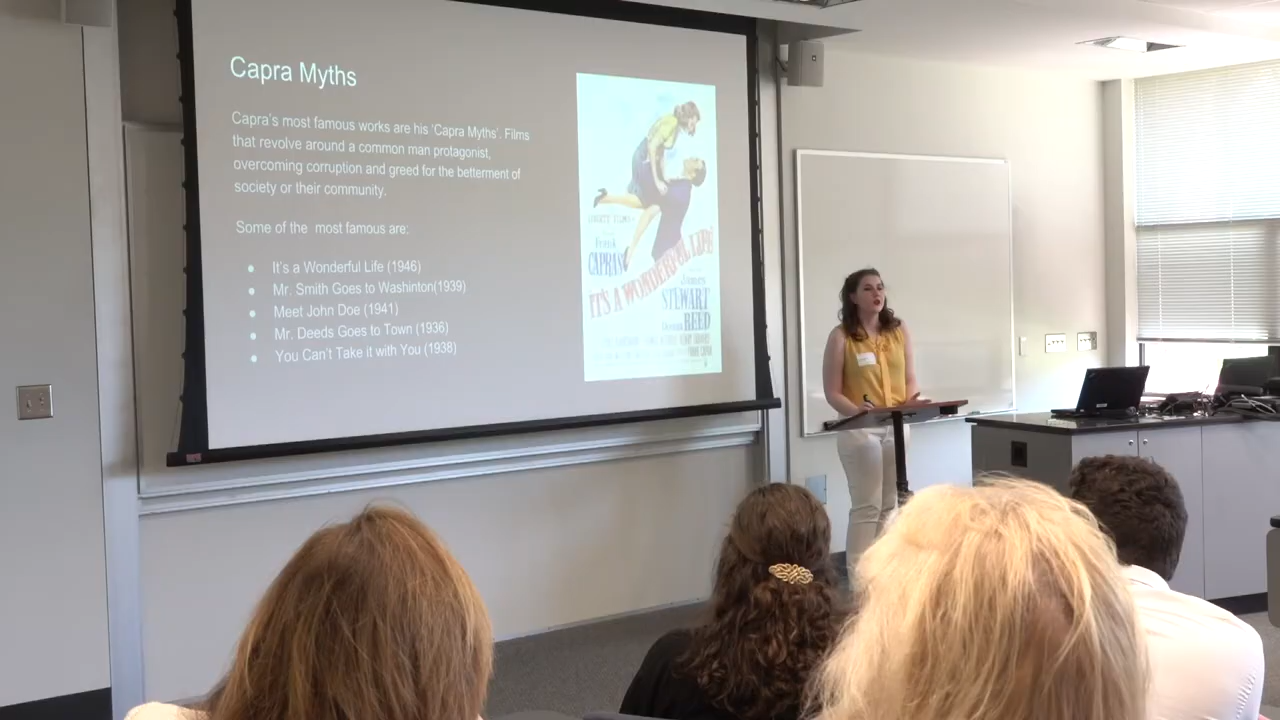 Capra Myths
Capra's most famous works are his 'Capra Myths'. Films
that revolve around a common man protagonist,
overcoming corruption and greed for the betterment of
society or their community.
Some of the most famous are:
● It's a Wonderful Life (1946)
● Mr. Smith Goes to Washinton(1939)
● Meet John Doe (1941)
● Mr. Deeds Goes to Town (1936)
● You Can't Take it with You (1938)
Frank
CAPRA'S
IT'S A WONDERFUL LIFE
James
STEWART
Donna REED